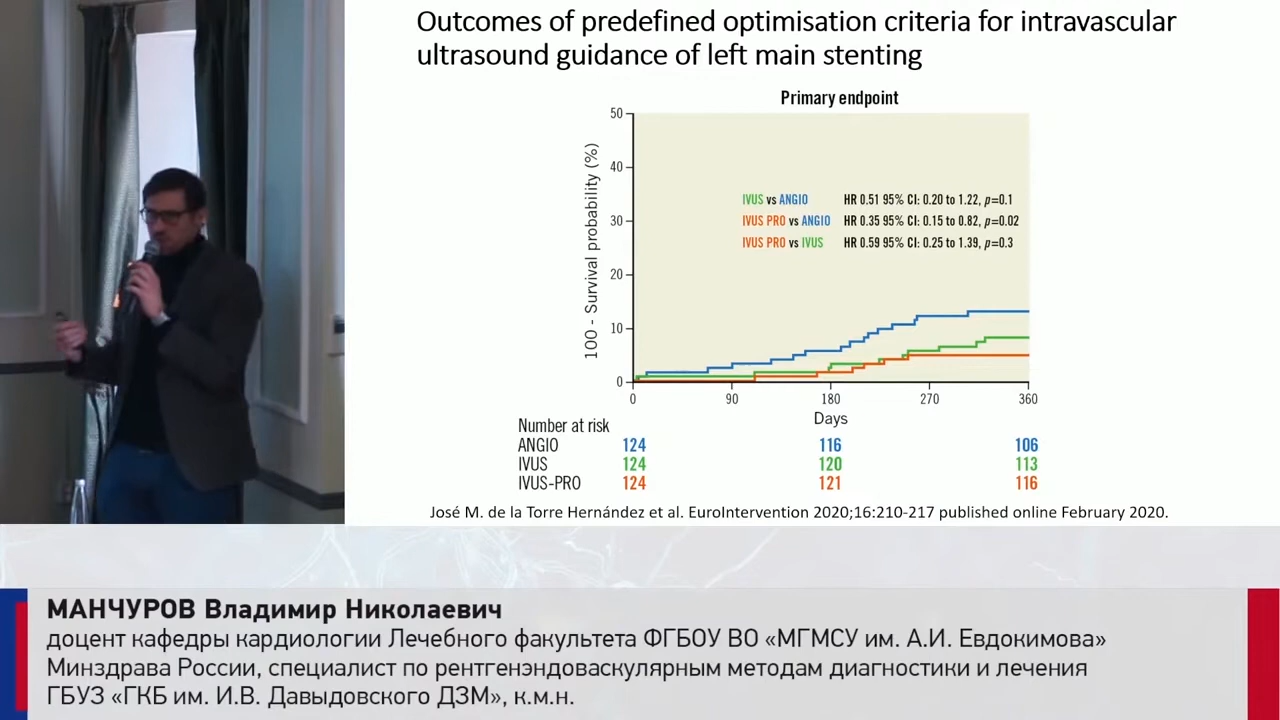 Outcomes of predefined optimisation criteria for intravascular
ultrasound guidance of left main stenting
Primary endpoint
100 - Survival probability (%)
50
40
30
20
10
0
IVUS vs ANGIO HR 0.51 95% CI: 0.20 to 1.22, p=0.1
IVUS PRO vs ANGIO HR 0.35 95% CI: 0.15 to 0.82, p=0.02
IVUS PRO vs IVUS HR 0.59 95% CI: 0.25 to 1.39, p=0.3
0 90 180 270 360
Days
Number at risk
ANGIO 124 116 106
IVUS 124 120 113
IVUS-PRO 124 121 116
José M. de la Torre Hernández et al. EuroIntervention 2020;16:210-217 published online February 2020.
МАНЧУРОВ Владимир Николаевич
доцент кафедры кардиологии Лечебного факультета ФГБОУ ВО «МГМСУ им. А.И. Евдокимова»
Минздрава России, специалист по рентгенэндоваскулярным методам диагностики и лечения
ГБУЗ «ГКБ им. И.В. Давыдовского ДЗМ», к.м.н.